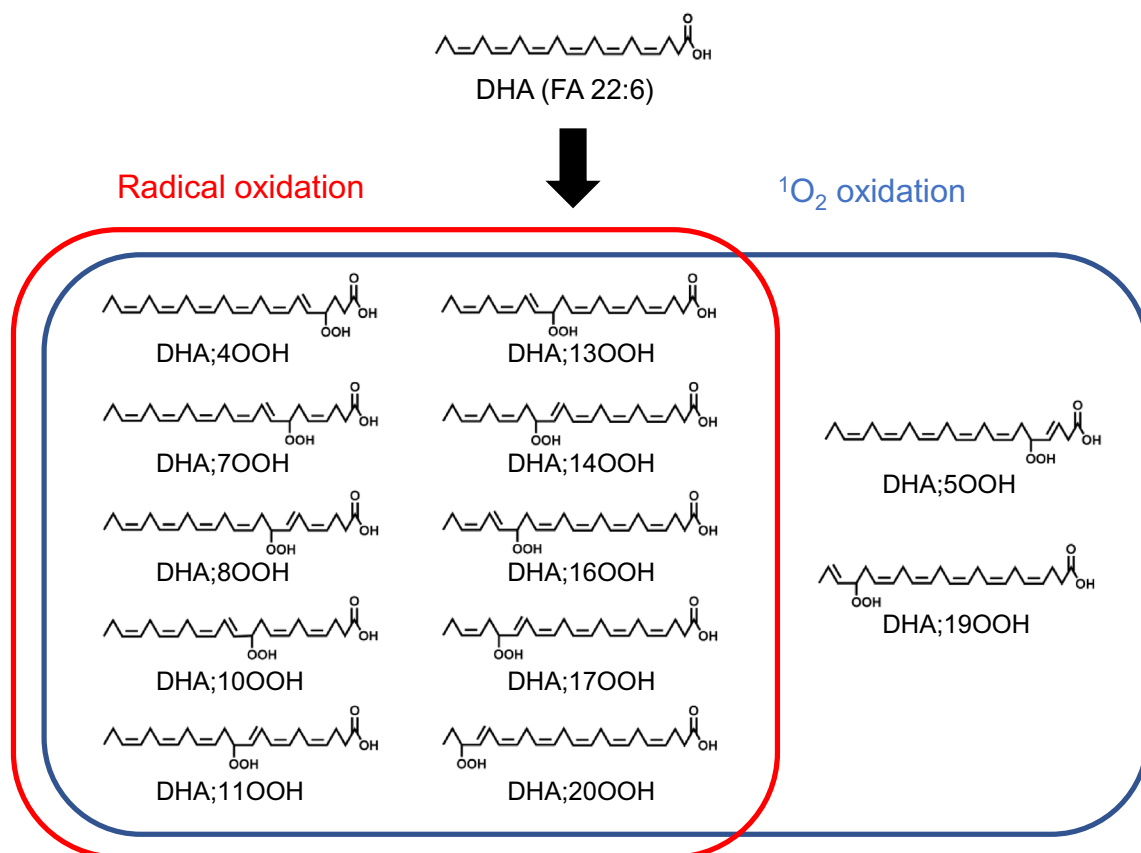 DHA (FA 22:6)
Radical oxidation
¹O₂ oxidation
O
OH
OOH
DHA;4OOH
O
OH
OOH
DHA;13OOH
O
OH
OOH
DHA;7OOH
O
OH
OOH
DHA;14OOH
O
OH
OOH
DHA;5OOH
O
OH
OOH
DHA;8OOH
O
OH
OOH
DHA;16OOH
O
OH
OOH
DHA;19OOH
O
OH
OOH
DHA;10OOH
O
OH
OOH
DHA;17OOH
O
OH
OOH
DHA;11OOH
O
OH
OOH
DHA;20OOH
O
OH